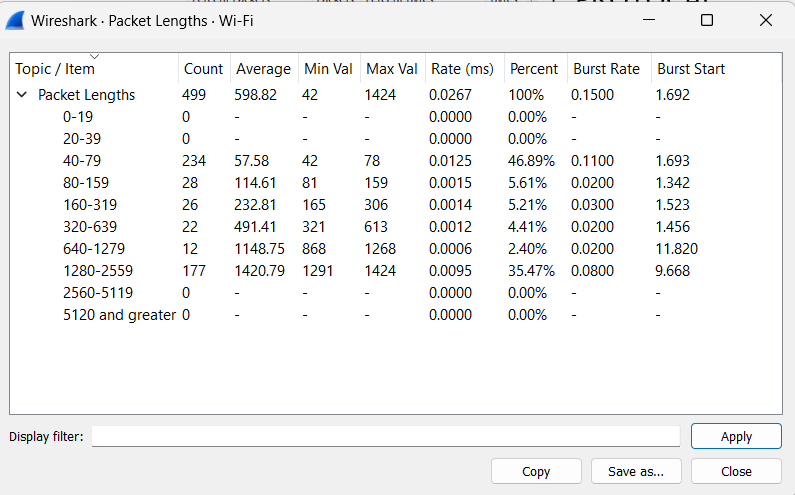 Wireshark · Packet Lengths · Wi-Fi
Topic / Item Count Average Min Val Max Val Rate (ms) Percent Burst Rate Burst Start
Packet Lengths 499 598.82 42 1424 0.0267 100% 0.1500 1.692
0-19 0 - - - 0.0000 0.00% - -
20-39 0 - - - 0.0000 0.00% - -
40-79 234 57.58 42 78 0.0125 46.89% 0.1100 1.693
80-159 28 114.61 81 159 0.0015 5.61% 0.0200 1.342
160-319 26 232.81 165 306 0.0014 5.21% 0.0300 1.523
320-639 22 491.41 321 613 0.0012 4.41% 0.0200 1.456
640-1279 12 1148.75 868 1268 0.0006 2.40% 0.0200 11.820
1280-2559 177 1420.79 1291 1424 0.0095 35.47% 0.0800 9.668
2560-5119 0 - - - 0.0000 0.00% - -
5120 and greater 0 - - - 0.0000 0.00% - -
Display filter:
Apply
Copy Save as... Close